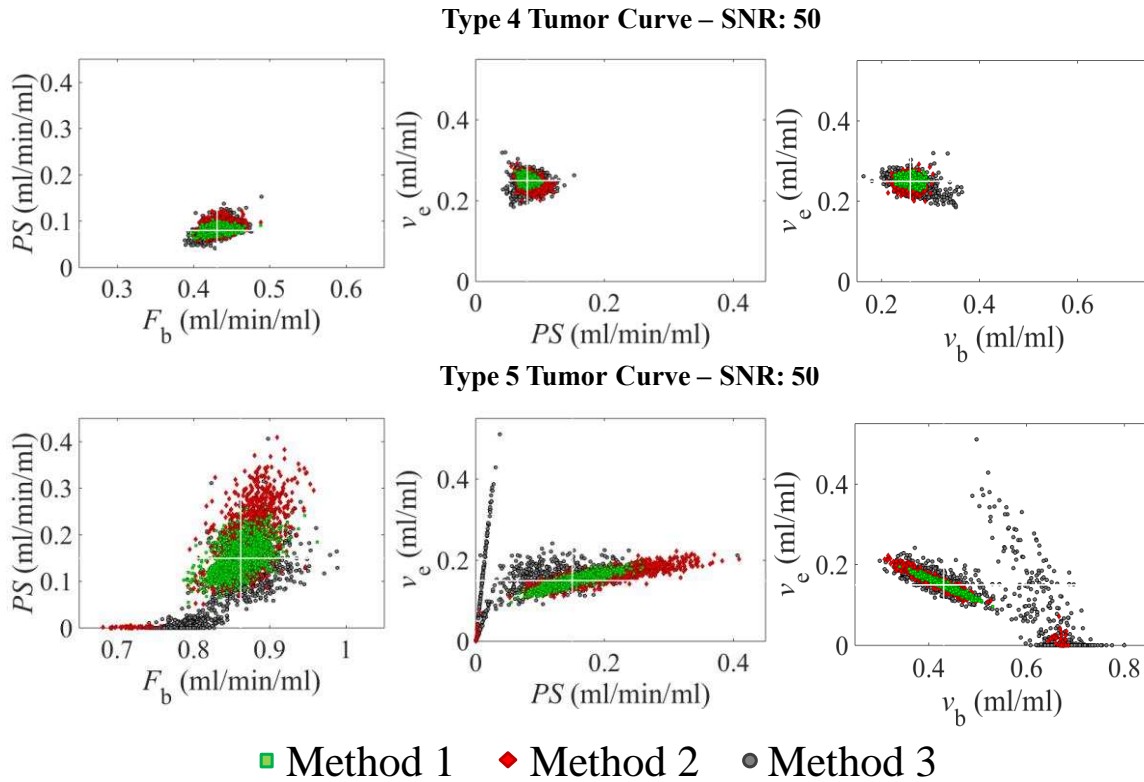 Type 4 Tumor Curve – SNR: 50
PS (ml/min/ml)
0.4
0.3
0.2
0.1
0
0.3 0.4 0.5 0.6
F_b (ml/min/ml)
v_e (ml/ml)
0.4
0.2
0
0 0.2 0.4
PS (ml/min/ml)
v_e (ml/ml)
0.4
0.2
0
0.2 0.4 0.6
v_b (ml/ml)
Type 5 Tumor Curve – SNR: 50
PS (ml/min/ml)
0.4
0.3
0.2
0.1
0
0.7 0.8 0.9 1
F_b (ml/min/ml)
v_e (ml/ml)
0.4
0.2
0
0 0.2 0.4
PS (ml/min/ml)
v_e (ml/ml)
0.4
0.2
0
0.4 0.6 0.8
v_b (ml/ml)
Method 1 Method 2 Method 3